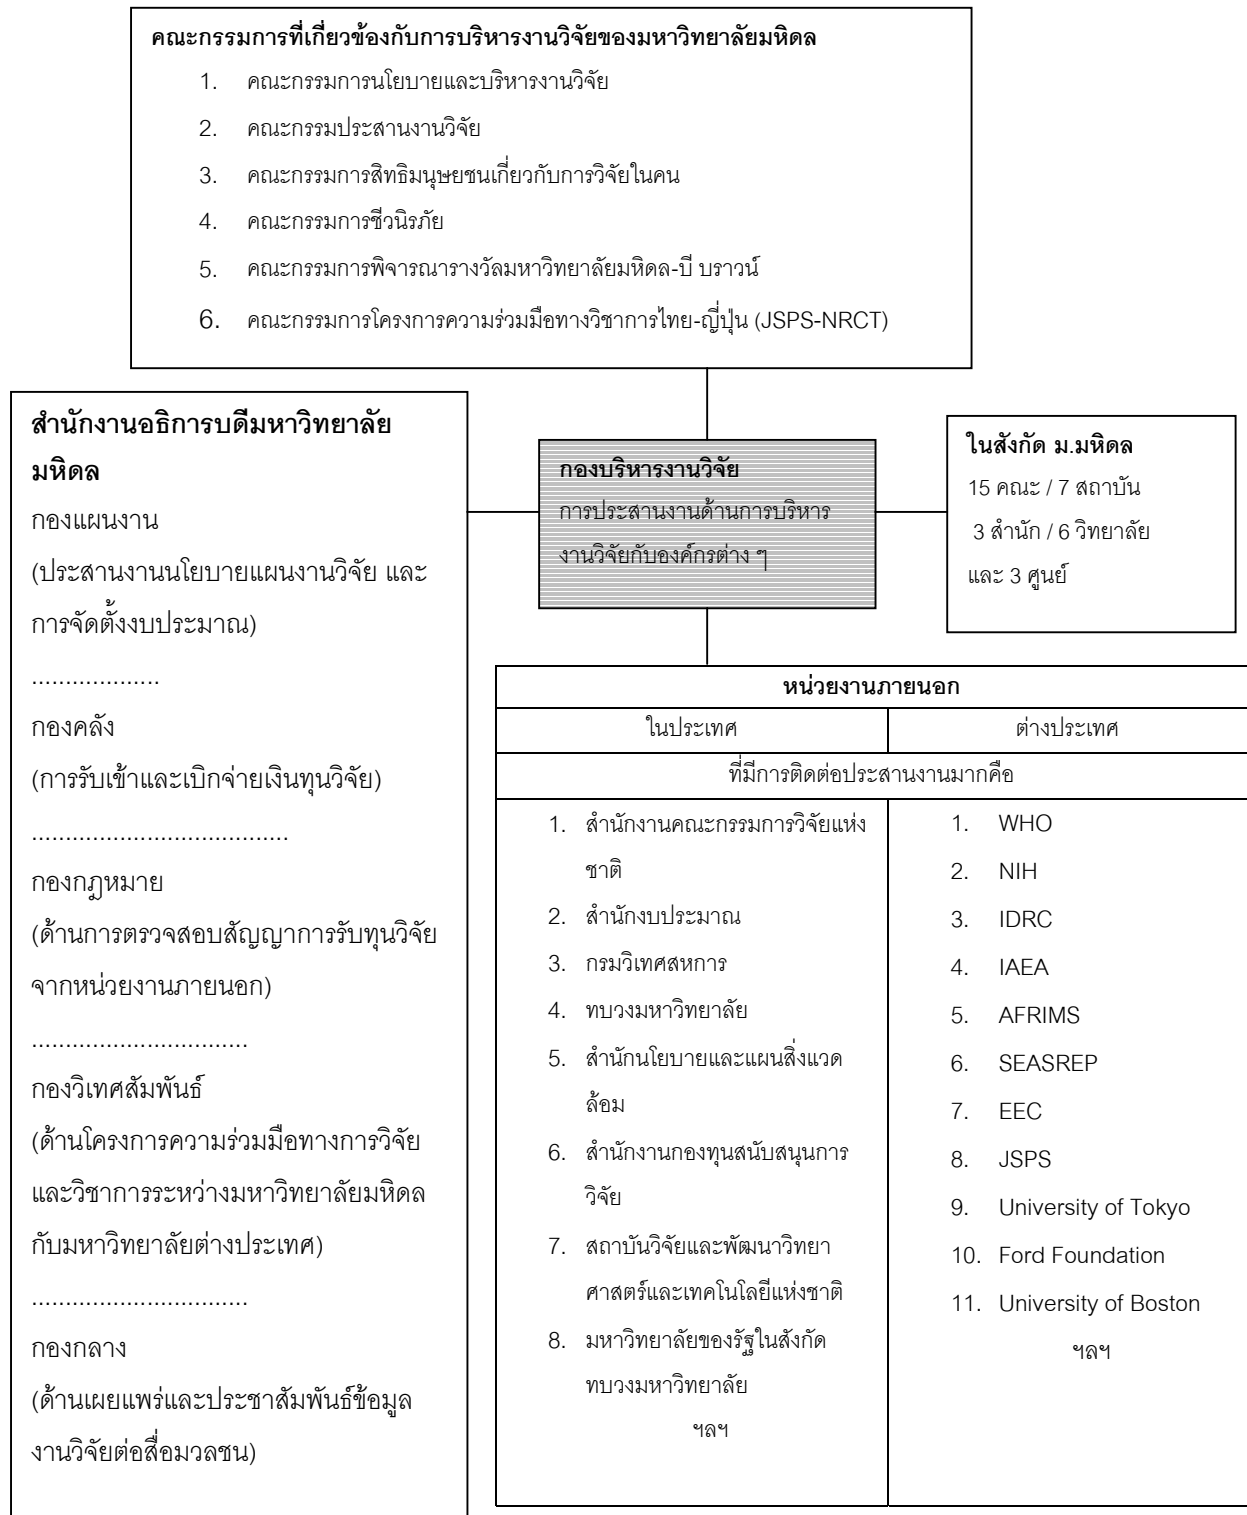 คณะกรรมการที่เกี่ยวข้องกับการบริหารงานวิจัยของมหาวิทยาลัยมหิดล
1. คณะกรรมการนโยบายและบริหารงานวิจัย
2. คณะกรรมประสานงานวิจัย
3. คณะกรรมการสิทธิมนุษยชนเกี่ยวกับการวิจัยในคน
4. คณะกรรมการชีวนิรภัย
5. คณะกรรมการพิจารณารางวัลมหาวิทยาลัยมหิดล-บี บราวน์
6. คณะกรรมการโครงการความร่วมมือทางวิชาการไทย-ญี่ปุ่น (JSPS-NRCT)
สำนักงานอธิการบดีมหาวิทยาลัย
มหิดล
กองแผนงาน
(ประสานงานนโยบายแผนงานวิจัย และ
การจัดตั้งงบประมาณ)
...................
กองคลัง
(การรับเข้าและเบิกจ่ายเงินทุนวิจัย)
......................................
กองกฎหมาย
(ด้านการตรวจสอบสัญญาการรับทุนวิจัย
จากหน่วยงานภายนอก)
................................
กองวิเทศสัมพันธ์
(ด้านโครงการความร่วมมือทางการวิจัย
และวิชาการระหว่างมหาวิทยาลัยมหิดล
กับมหาวิทยาลัยต่างประเทศ)
................................
กองกลาง
(ด้านเผยแพร่และประชาสัมพันธ์ข้อมูล
งานวิจัยต่อสื่อมวลชน)
กองบริหารงานวิจัย
การประสานงานด้านการบริหาร
งานวิจัยกับองค์กรต่าง ๆ
ในสังกัด ม.มหิดล
15 คณะ / 7 สถาบัน
3 สำนัก / 6 วิทยาลัย
และ 3 ศูนย์
หน่วยงานภายนอก
ในประเทศ
ต่างประเทศ
ที่มีการติดต่อประสานงานมากคือ
1. สำนักงานคณะกรรมการวิจัยแห่ง
ชาติ
2. สำนักงบประมาณ
3. กรมวิเทศสหการ
4. ทบวงมหาวิทยาลัย
5. สำนักนโยบายและแผนสิ่งแวด
ล้อม
6. สำนักงานกองทุนสนับสนุนการ
วิจัย
7. สถาบันวิจัยและพัฒนาวิทยา
ศาสตร์และเทคโนโลยีแห่งชาติ
8. มหาวิทยาลัยของรัฐในสังกัด
ทบวงมหาวิทยาลัย
ฯลฯ
1. WHO
2. NIH
3. IDRC
4. IAEA
5. AFRIMS
6. SEASREP
7. EEC
8. JSPS
9. University of Tokyo
10. Ford Foundation
11. University of Boston
ฯลฯ